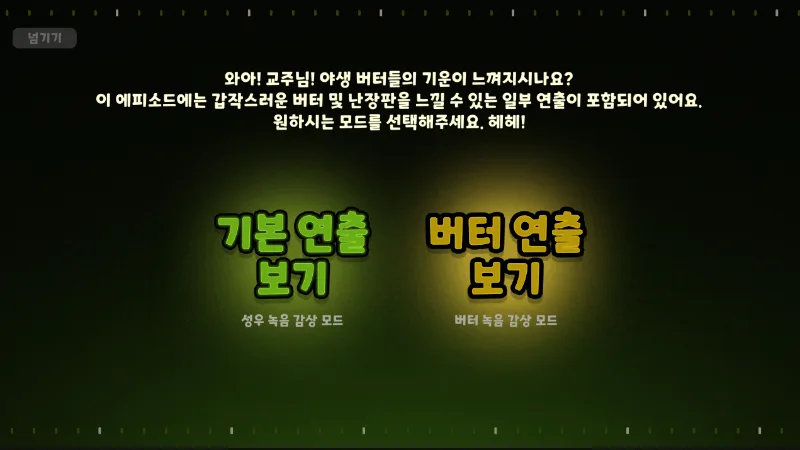 넘기기
와아! 교주님! 야생 버터들의 기운이 느껴지시나요?
이 에피소드에는 갑작스러운 버터 및 난장판을 느낄 수 있는 일부 연출이 포함되어 있어요.
원하시는 모드를 선택해주세요. 헤헤!
기본 연출
보기
성우 녹음 감상 모드
버터 연출
보기
버터 녹음 감상 모드